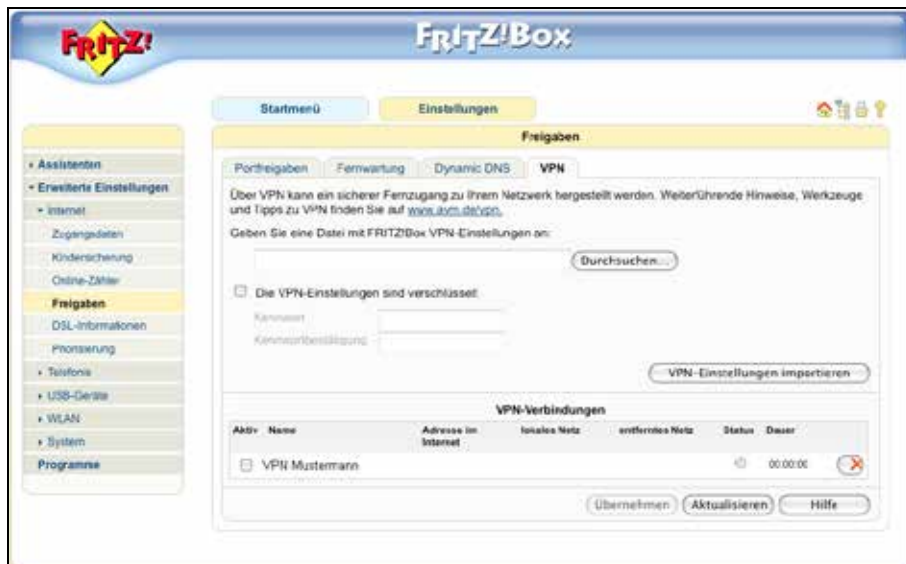 FRITZ!
FRITZ!Box
Startmenü
Einstellungen
Freigaben
Assistenten
Erweiterte Einstellungen
Internet
Zugangsdaten
Kindersicherung
Online-Zähler
Freigaben
DSL-Informationen
Priorisierung
Telefonie
USB-Geräte
WLAN
System
Programme
Portfreigaben
Fernwartung
Dynamic DNS
VPN
Über VPN kann ein sicherer Fernzugang zu Ihrem Netzwerk hergestellt werden. Weiterführende Hinweise, Werkzeuge
und Tipps zu VPN finden Sie auf www.avm.de/vpn.
Geben Sie eine Datei mit FRITZ!Box VPN-Einstellungen an:
Durchsuchen...
Die VPN-Einstellungen sind verschlüsselt
Kennwort
Kennwortbestätigung
VPN-Einstellungen importieren
VPN-Verbindungen
Aktiv Name Adresse im Internet lokales Netz entferntes Netz Status Dauer
VPN Mustermann 00:00:00
Übernehmen Aktualisieren Hilfe